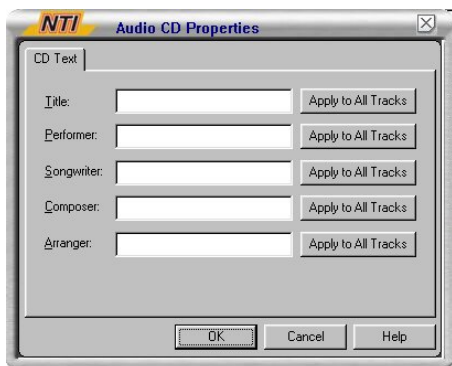 NTI Audio CD Properties
CD Text
Title: Apply to All Tracks
Performer: Apply to All Tracks
Songwriter: Apply to All Tracks
Composer: Apply to All Tracks
Arranger: Apply to All Tracks
OK Cancel Help